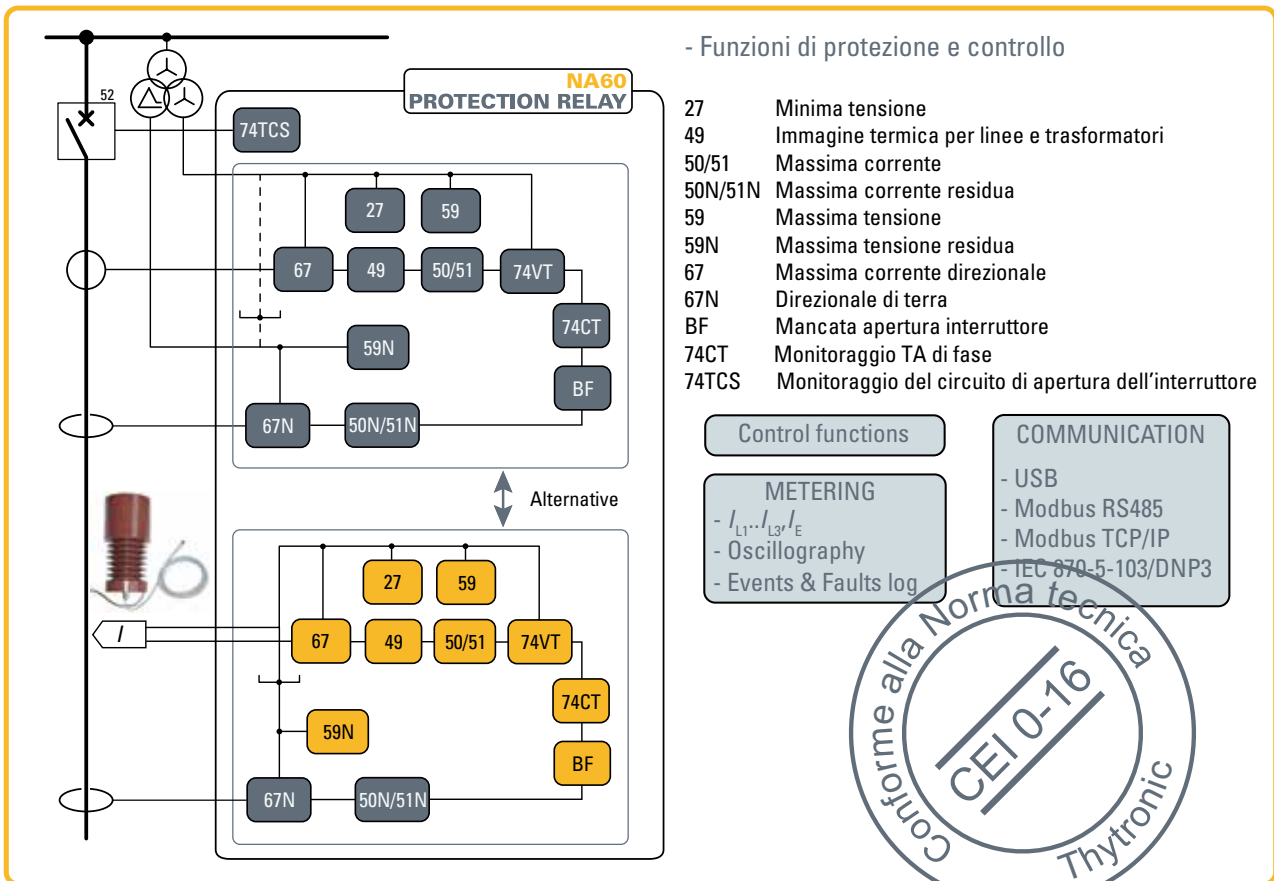 - Funzioni di protezione e controllo
27 Minima tensione
49 Immagine termica per linee e trasformatori
50/51 Massima corrente
50N/51N Massima corrente residua
59 Massima tensione
59N Massima tensione residua
67 Massima corrente direzionale
67N Direzionale di terra
BF Mancata apertura interruttore
74CT Monitoraggio TA di fase
74TCS Monitoraggio del circuito di apertura dell'interruttore
NA60
PROTECTION RELAY
52
74TCS
27 59
67 49 50/51 74VT
74CT
59N
BF
67N 50N/51N
Alternative
27 59
I
67 49 50/51 74VT
74CT
59N
BF
67N 50N/51N
Control functions
METERING
- IL1..IL3, IE
- Oscillography
- Events & Faults log
COMMUNICATION
- USB
- Modbus RS485
- Modbus TCP/IP
- IEC 870-5-103/DNP3
Conforme alla Norma tecnica
CEI 0-16
Thytronic